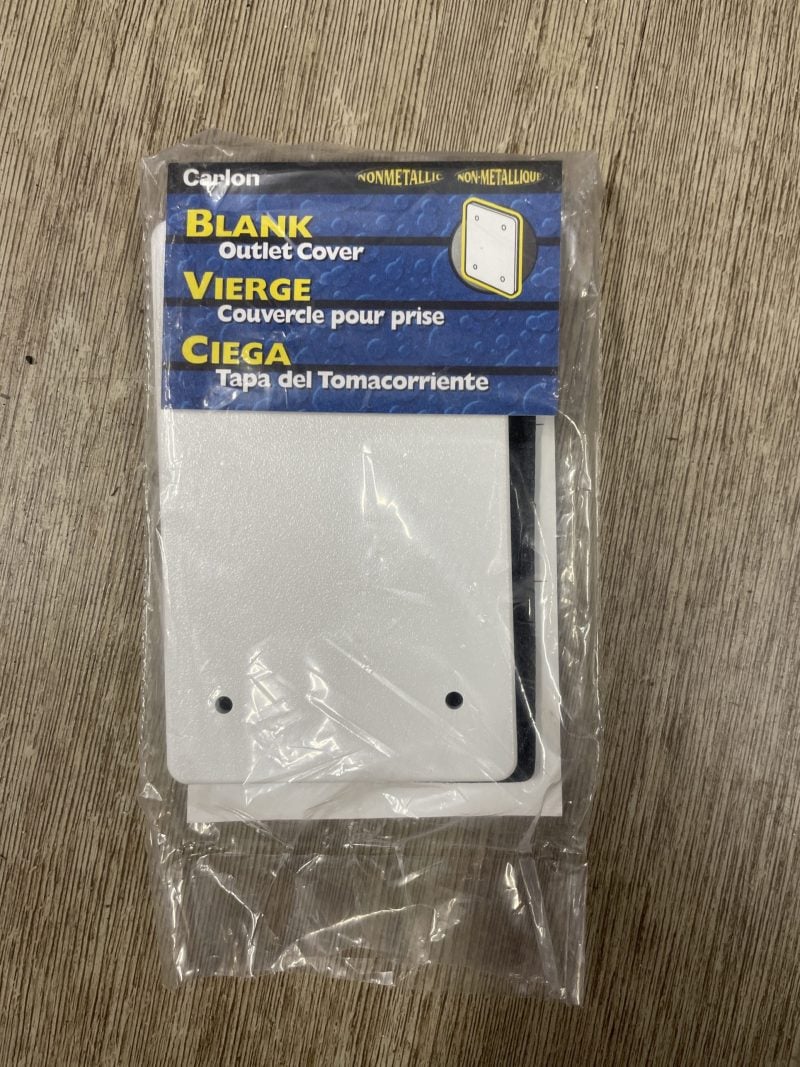 Carlon
NONMETALLIC NON-METALLIQUE
BLANK
Outlet Cover
VIERGE
Couvercle pour prise
CIEGA
Tapa del Tomacorriente